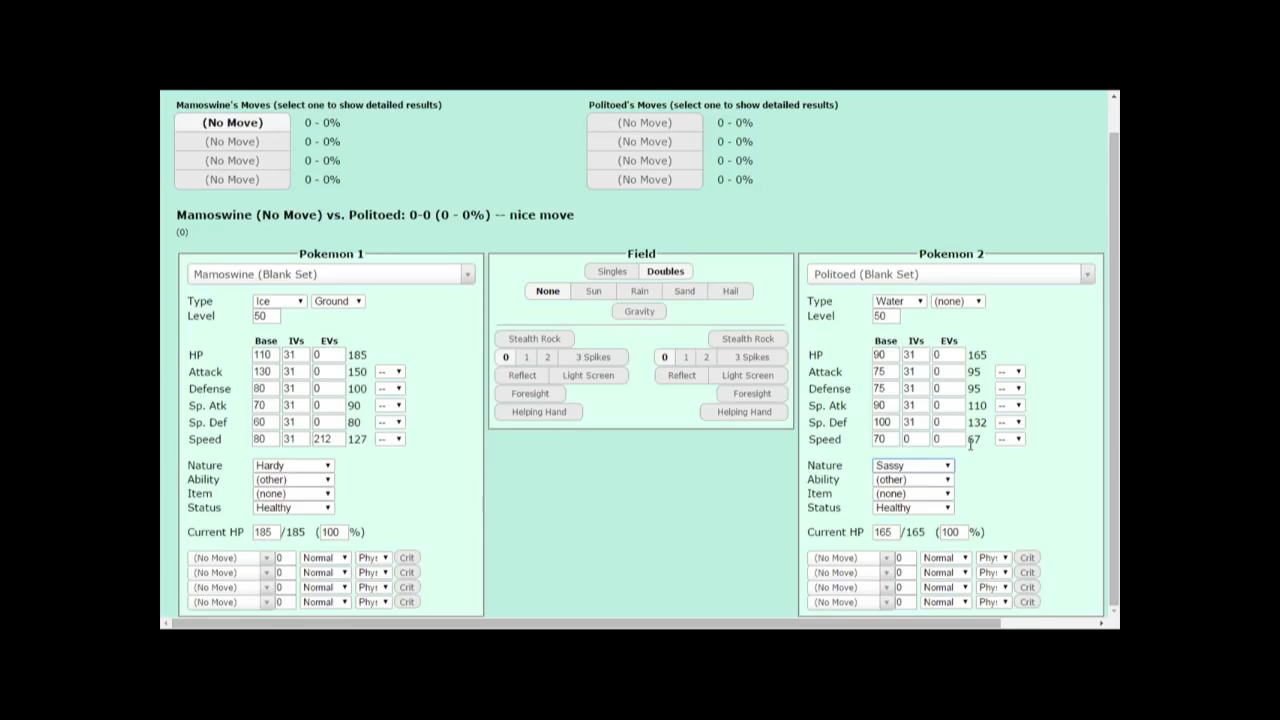 Mamoswine's Moves (select one to show detailed results)
(No Move) 0 - 0%
(No Move) 0 - 0%
(No Move) 0 - 0%
(No Move) 0 - 0%
Politoed's Moves (select one to show detailed results)
(No Move) 0 - 0%
(No Move) 0 - 0%
(No Move) 0 - 0%
(No Move) 0 - 0%
Mamoswine (No Move) vs. Politoed: 0-0 (0 - 0%) -- nice move
(0)
Pokemon 1
Mamoswine (Blank Set)
Type Ice Ground
Level 50
Base IVs EVs
HP 110 31 0 185
Attack 130 31 0 150 --
Defense 80 31 0 100 --
Sp. Atk 70 31 0 90 --
Sp. Def 60 31 0 80 --
Speed 80 31 212 127 --
Nature Hardy
Ability (other)
Item (none)
Status Healthy
Current HP 185 /185 ( 100 %)
(No Move) 0 Normal Phys Crit
(No Move) 0 Normal Phys Crit
(No Move) 0 Normal Phys Crit
(No Move) 0 Normal Phys Crit
Field
Singles Doubles
None Sun Rain Sand Hail
Gravity
Stealth Rock Stealth Rock
0 1 2 3 Spikes 0 1 2 3 Spikes
Reflect Light Screen Reflect Light Screen
Foresight Foresight
Helping Hand Helping Hand
Pokemon 2
Politoed (Blank Set)
Type Water (none)
Level 50
Base IVs EVs
HP 90 31 0 165
Attack 75 31 0 95 --
Defense 75 31 0 95 --
Sp. Atk 90 31 0 110 --
Sp. Def 100 31 0 132 --
Speed 70 0 0 67 --
Nature Sassy
Ability (other)
Item (none)
Status Healthy
Current HP 165 /165 ( 100 %)
(No Move) 0 Normal Phys Crit
(No Move) 0 Normal Phys Crit
(No Move) 0 Normal Phys Crit
(No Move) 0 Normal Phys Crit